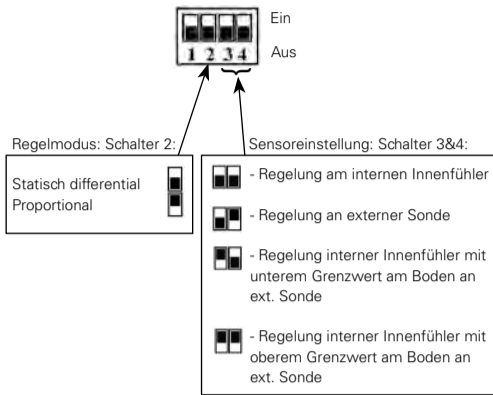 Ein
1 2 3 4
Aus
Regelmodus: Schalter 2:
Statisch differential
Proportional
Sensoreinstellung: Schalter 3&4:
- Regelung am internen Innenfühler
- Regelung an externer Sonde
- Regelung interner Innenfühler mit
unterem Grenzwert am Boden an
ext. Sonde
- Regelung interner Innenfühler mit
oberem Grenzwert am Boden an
ext. Sonde